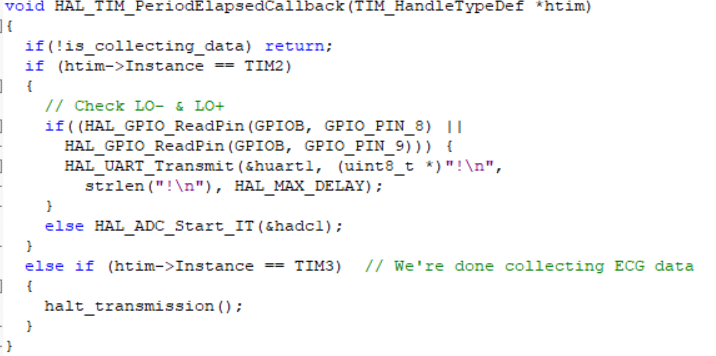 void HAL_TIM_PeriodElapsedCallback(TIM_HandleTypeDef *htim)
{
  if(!is_collecting_data) return;
  if (htim->Instance == TIM2)
  {
    // Check LO- & LO+
    if((HAL_GPIO_ReadPin(GPIOB, GPIO_PIN_8) ||
      HAL_GPIO_ReadPin(GPIOB, GPIO_PIN_9))) {
      HAL_UART_Transmit(&huart1, (uint8_t *)"!\n",
        strlen("!\n"), HAL_MAX_DELAY);
    }
    else HAL_ADC_Start_IT(&hadc1);
  }
  else if (htim->Instance == TIM3)  // We're done collecting ECG data
  {
    halt_transmission();
  }
}